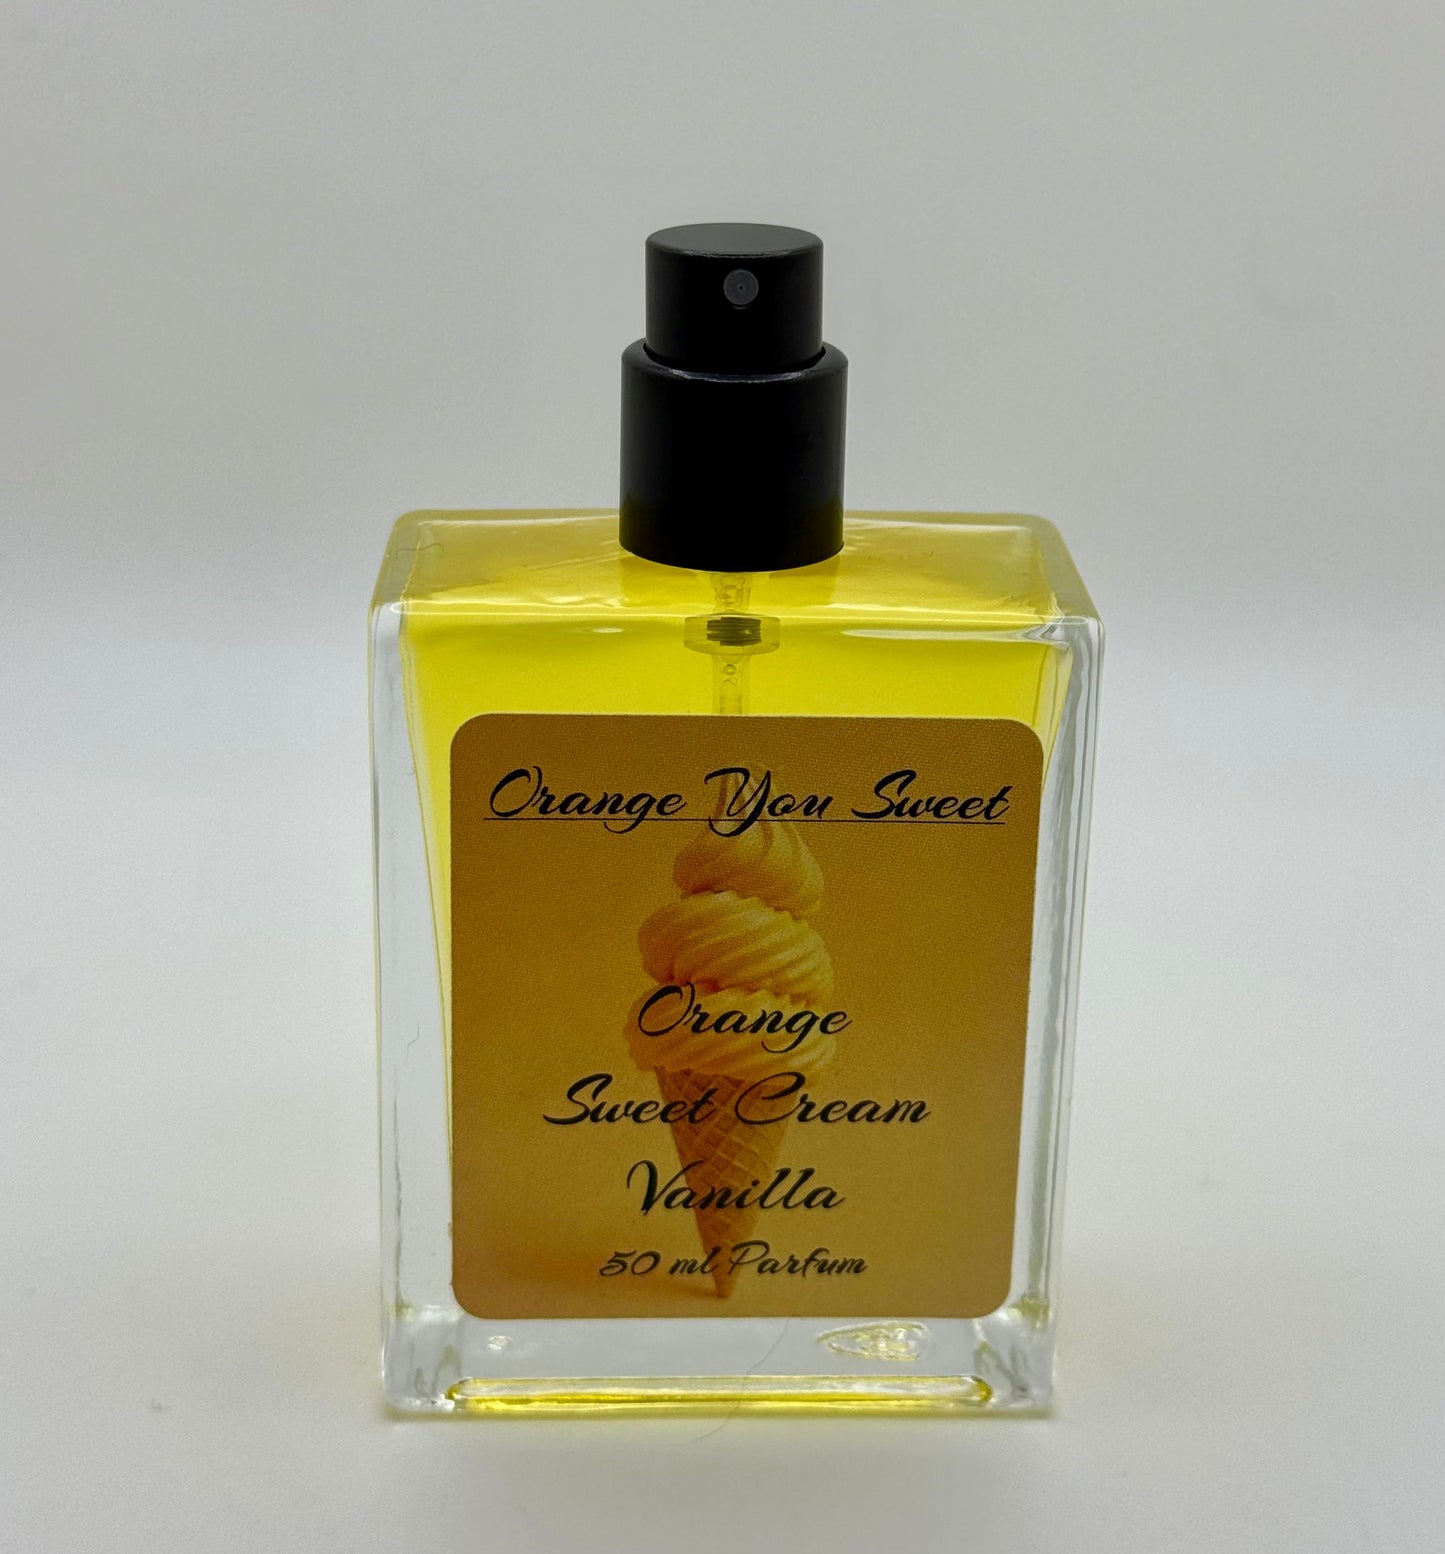 Orange You Sweet
Orange
Sweet Cream
Vanilla
50 ml Parfum